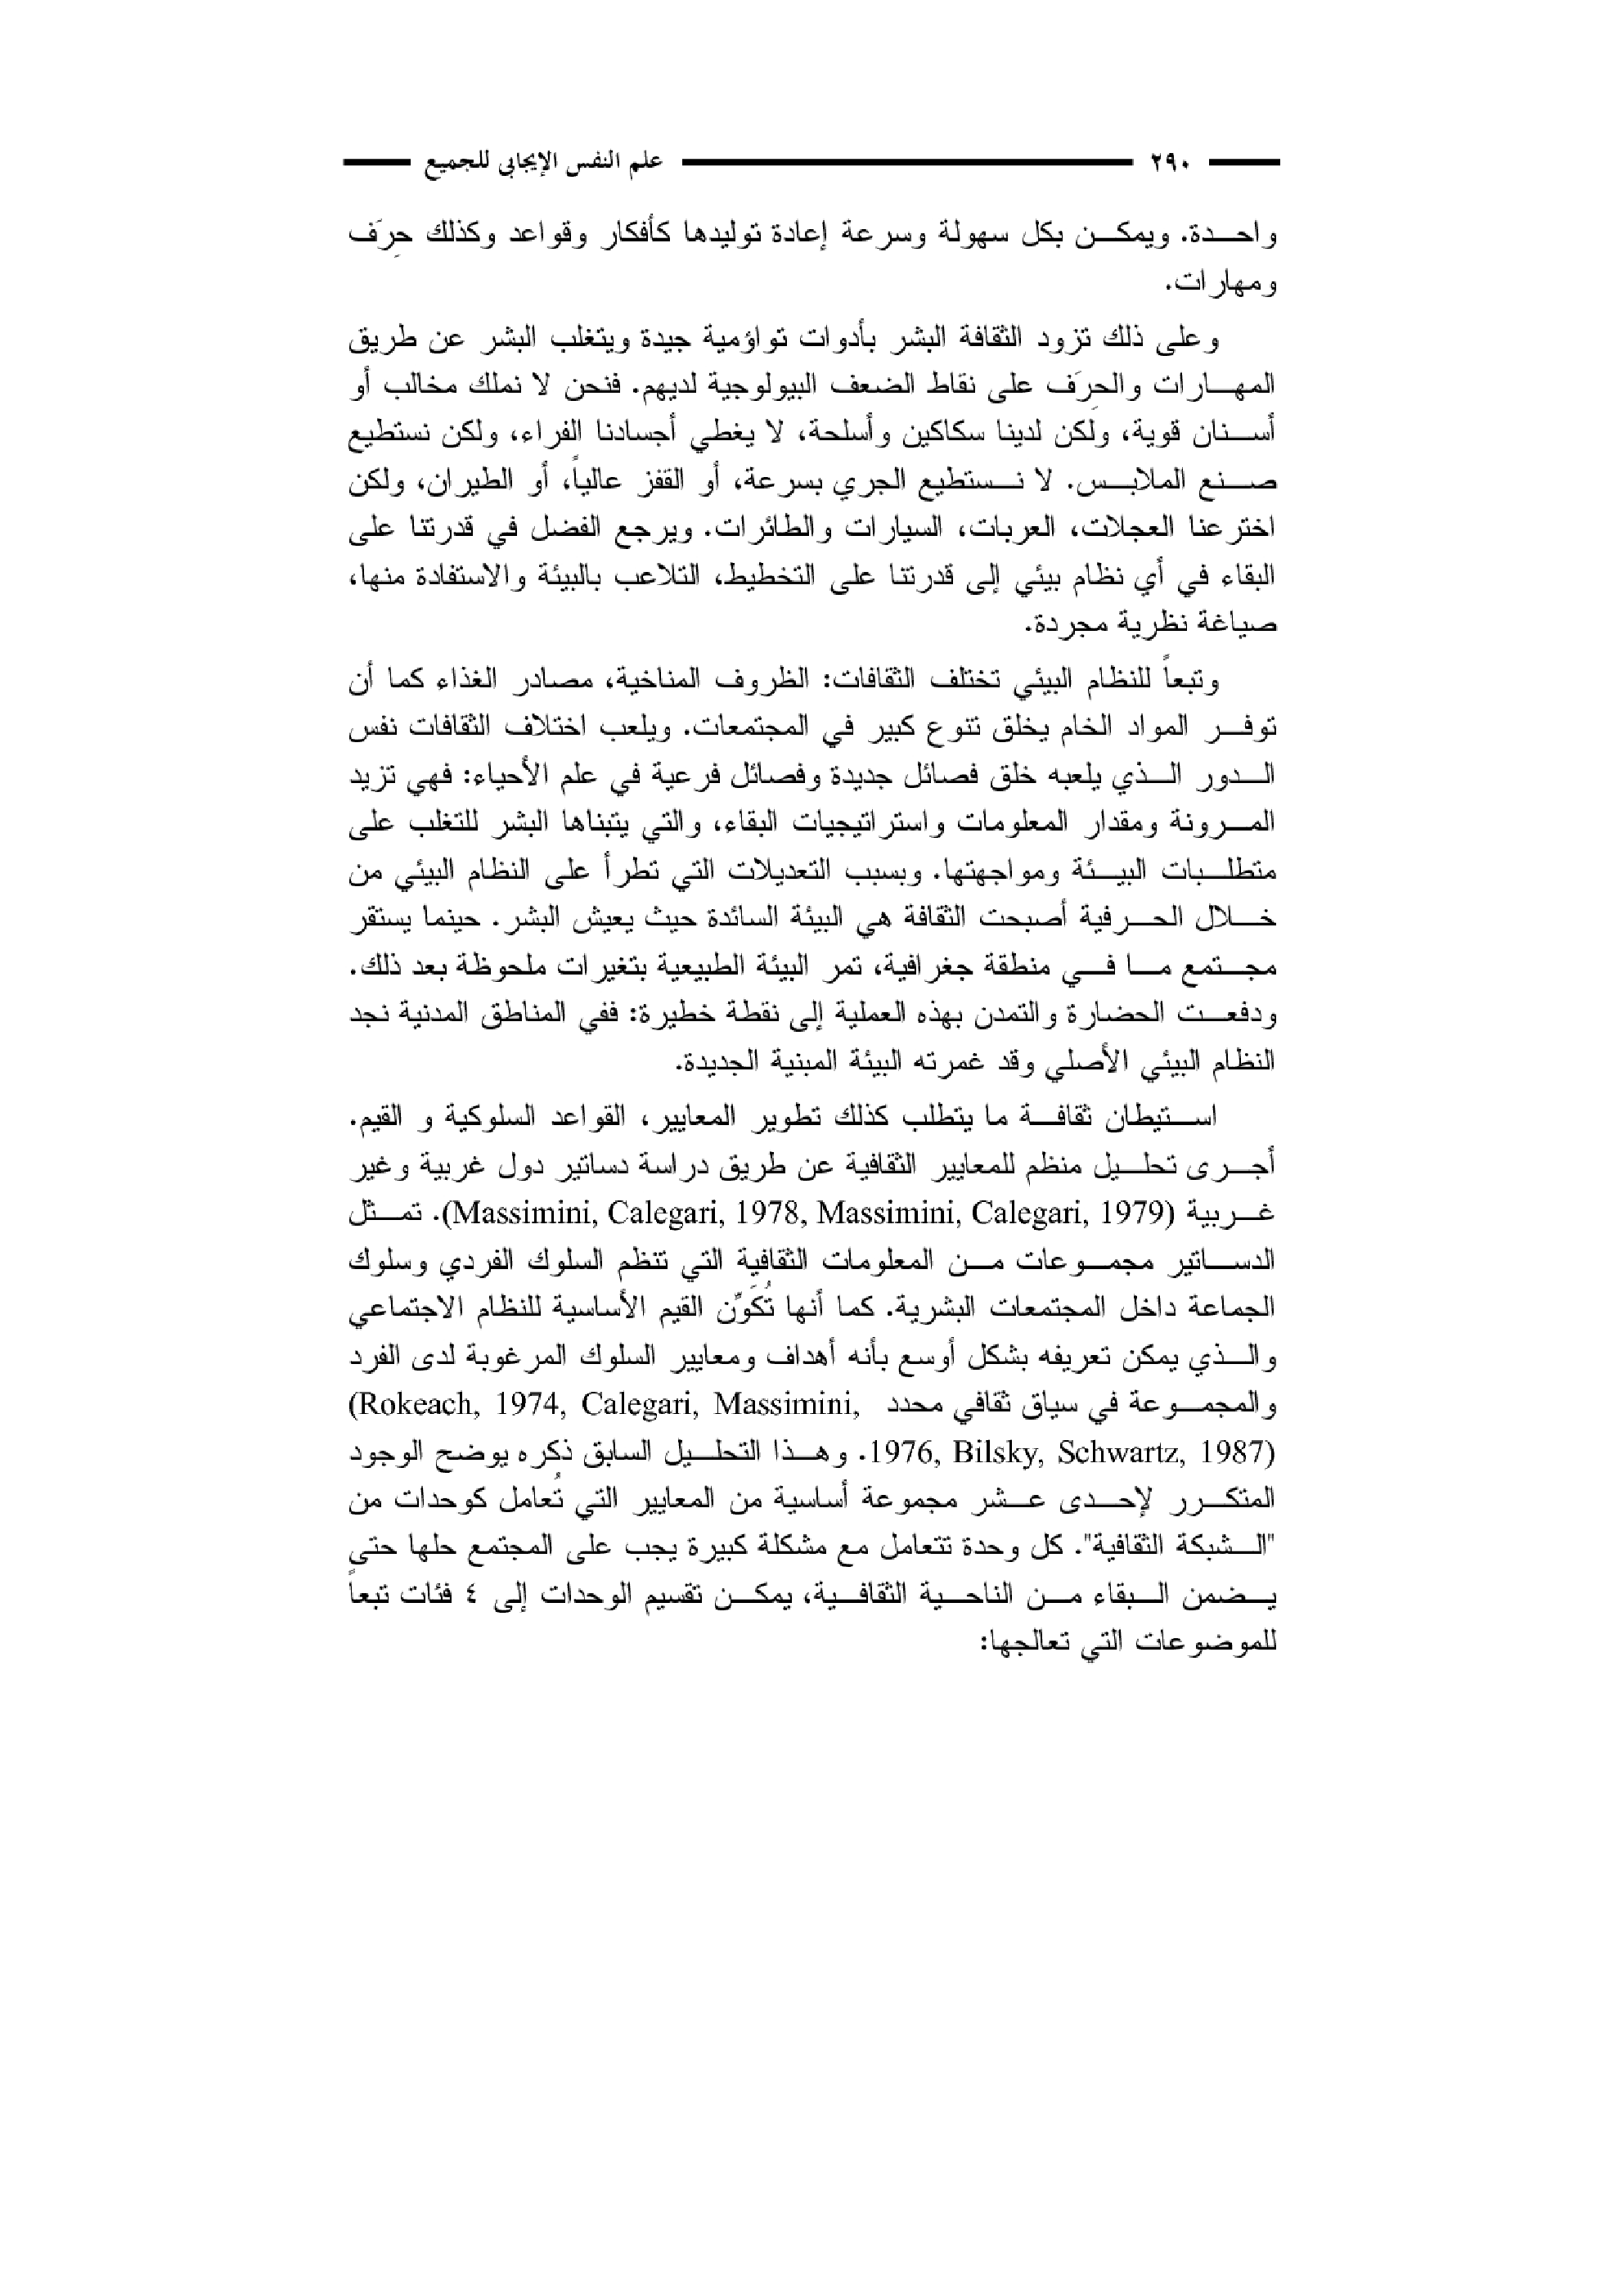 ٢٩٠ علم النفس الإيجابي للجميع
واحدة. ويمكن بكل سهولة وسرعة إعادة توليدها كأفكار وقواعد وكذلك حِرَف
ومهارات.
وعلى ذلك تزود الثقافة البشر بأدوات تواؤمية جيدة ويتغلب البشر عن طريق
المهارات والحِرَف على نقاط الضعف البيولوجية لديهم. فنحن لا نملك مخالب أو
أسنان قوية، ولكن لدينا سكاكين وأسلحة، لا يغطي أجسادنا الفراء، ولكن نستطيع
صنع الملابس. لا نستطيع الجري بسرعة، أو القفز عالياً، أو الطيران، ولكن
اخترعنا العجلات، العربات، السيارات والطائرات. ويرجع الفضل في قدرتنا على
البقاء في أي نظام بيئي إلى قدرتنا على التخطيط، التلاعب بالبيئة والاستفادة منها،
صياغة نظرية مجردة.
وتبعاً للنظام البيئي تختلف الثقافات: الظروف المناخية، مصادر الغذاء كما أن
توفر المواد الخام يخلق تنوع كبير في المجتمعات. ويلعب اختلاف الثقافات نفس
الدور الذي يلعبه خلق فصائل جديدة وفصائل فرعية في علم الأحياء: فهي تزيد
المرونة ومقدار المعلومات واستراتيجيات البقاء، والتي يتبناها البشر للتغلب على
متطلبات البيئة ومواجهتها. وبسبب التعديلات التي تطرأ على النظام البيئي من
خلال الحرفية أصبحت الثقافة هي البيئة السائدة حيث يعيش البشر. حينما يستقر
مجتمع ما في منطقة جغرافية، تمر البيئة الطبيعية بتغيرات ملحوظة بعد ذلك.
ودفعت الحضارة والتمدن بهذه العملية إلى نقطة خطيرة: ففي المناطق المدنية نجد
النظام البيئي الأصلي وقد غمرته البيئة المبنية الجديدة.
استيطان ثقافة ما يتطلب كذلك تطوير المعايير، القواعد السلوكية و القيم.
أجرى تحليل منظم للمعايير الثقافية عن طريق دراسة دساتير دول غربية وغير
غربية (Massimini, Calegari, 1978, Massimini, Calegari, 1979). تمثل
الدساتير مجموعات من المعلومات الثقافية التي تنظم السلوك الفردي وسلوك
الجماعة داخل المجتمعات البشرية. كما أنها تُكَوِّن القيم الأساسية للنظام الاجتماعي
والذي يمكن تعريفه بشكل أوسع بأنه أهداف ومعايير السلوك المرغوبة لدى الفرد
والمجموعة في سياق ثقافي محدد (Rokeach, 1974, Calegari, Massimini,
1976, Bilsky, Schwartz, 1987). وهذا التحليل السابق ذكره يوضح الوجود
المتكرر لإحدى عشر مجموعة أساسية من المعايير التي تُعامل كوحدات من
"الشبكة الثقافية". كل وحدة تتعامل مع مشكلة كبيرة يجب على المجتمع حلها حتى
يضمن البقاء من الناحية الثقافية، يمكن تقسيم الوحدات إلى ٤ فئات تبعاً
للموضوعات التي تعالجها: